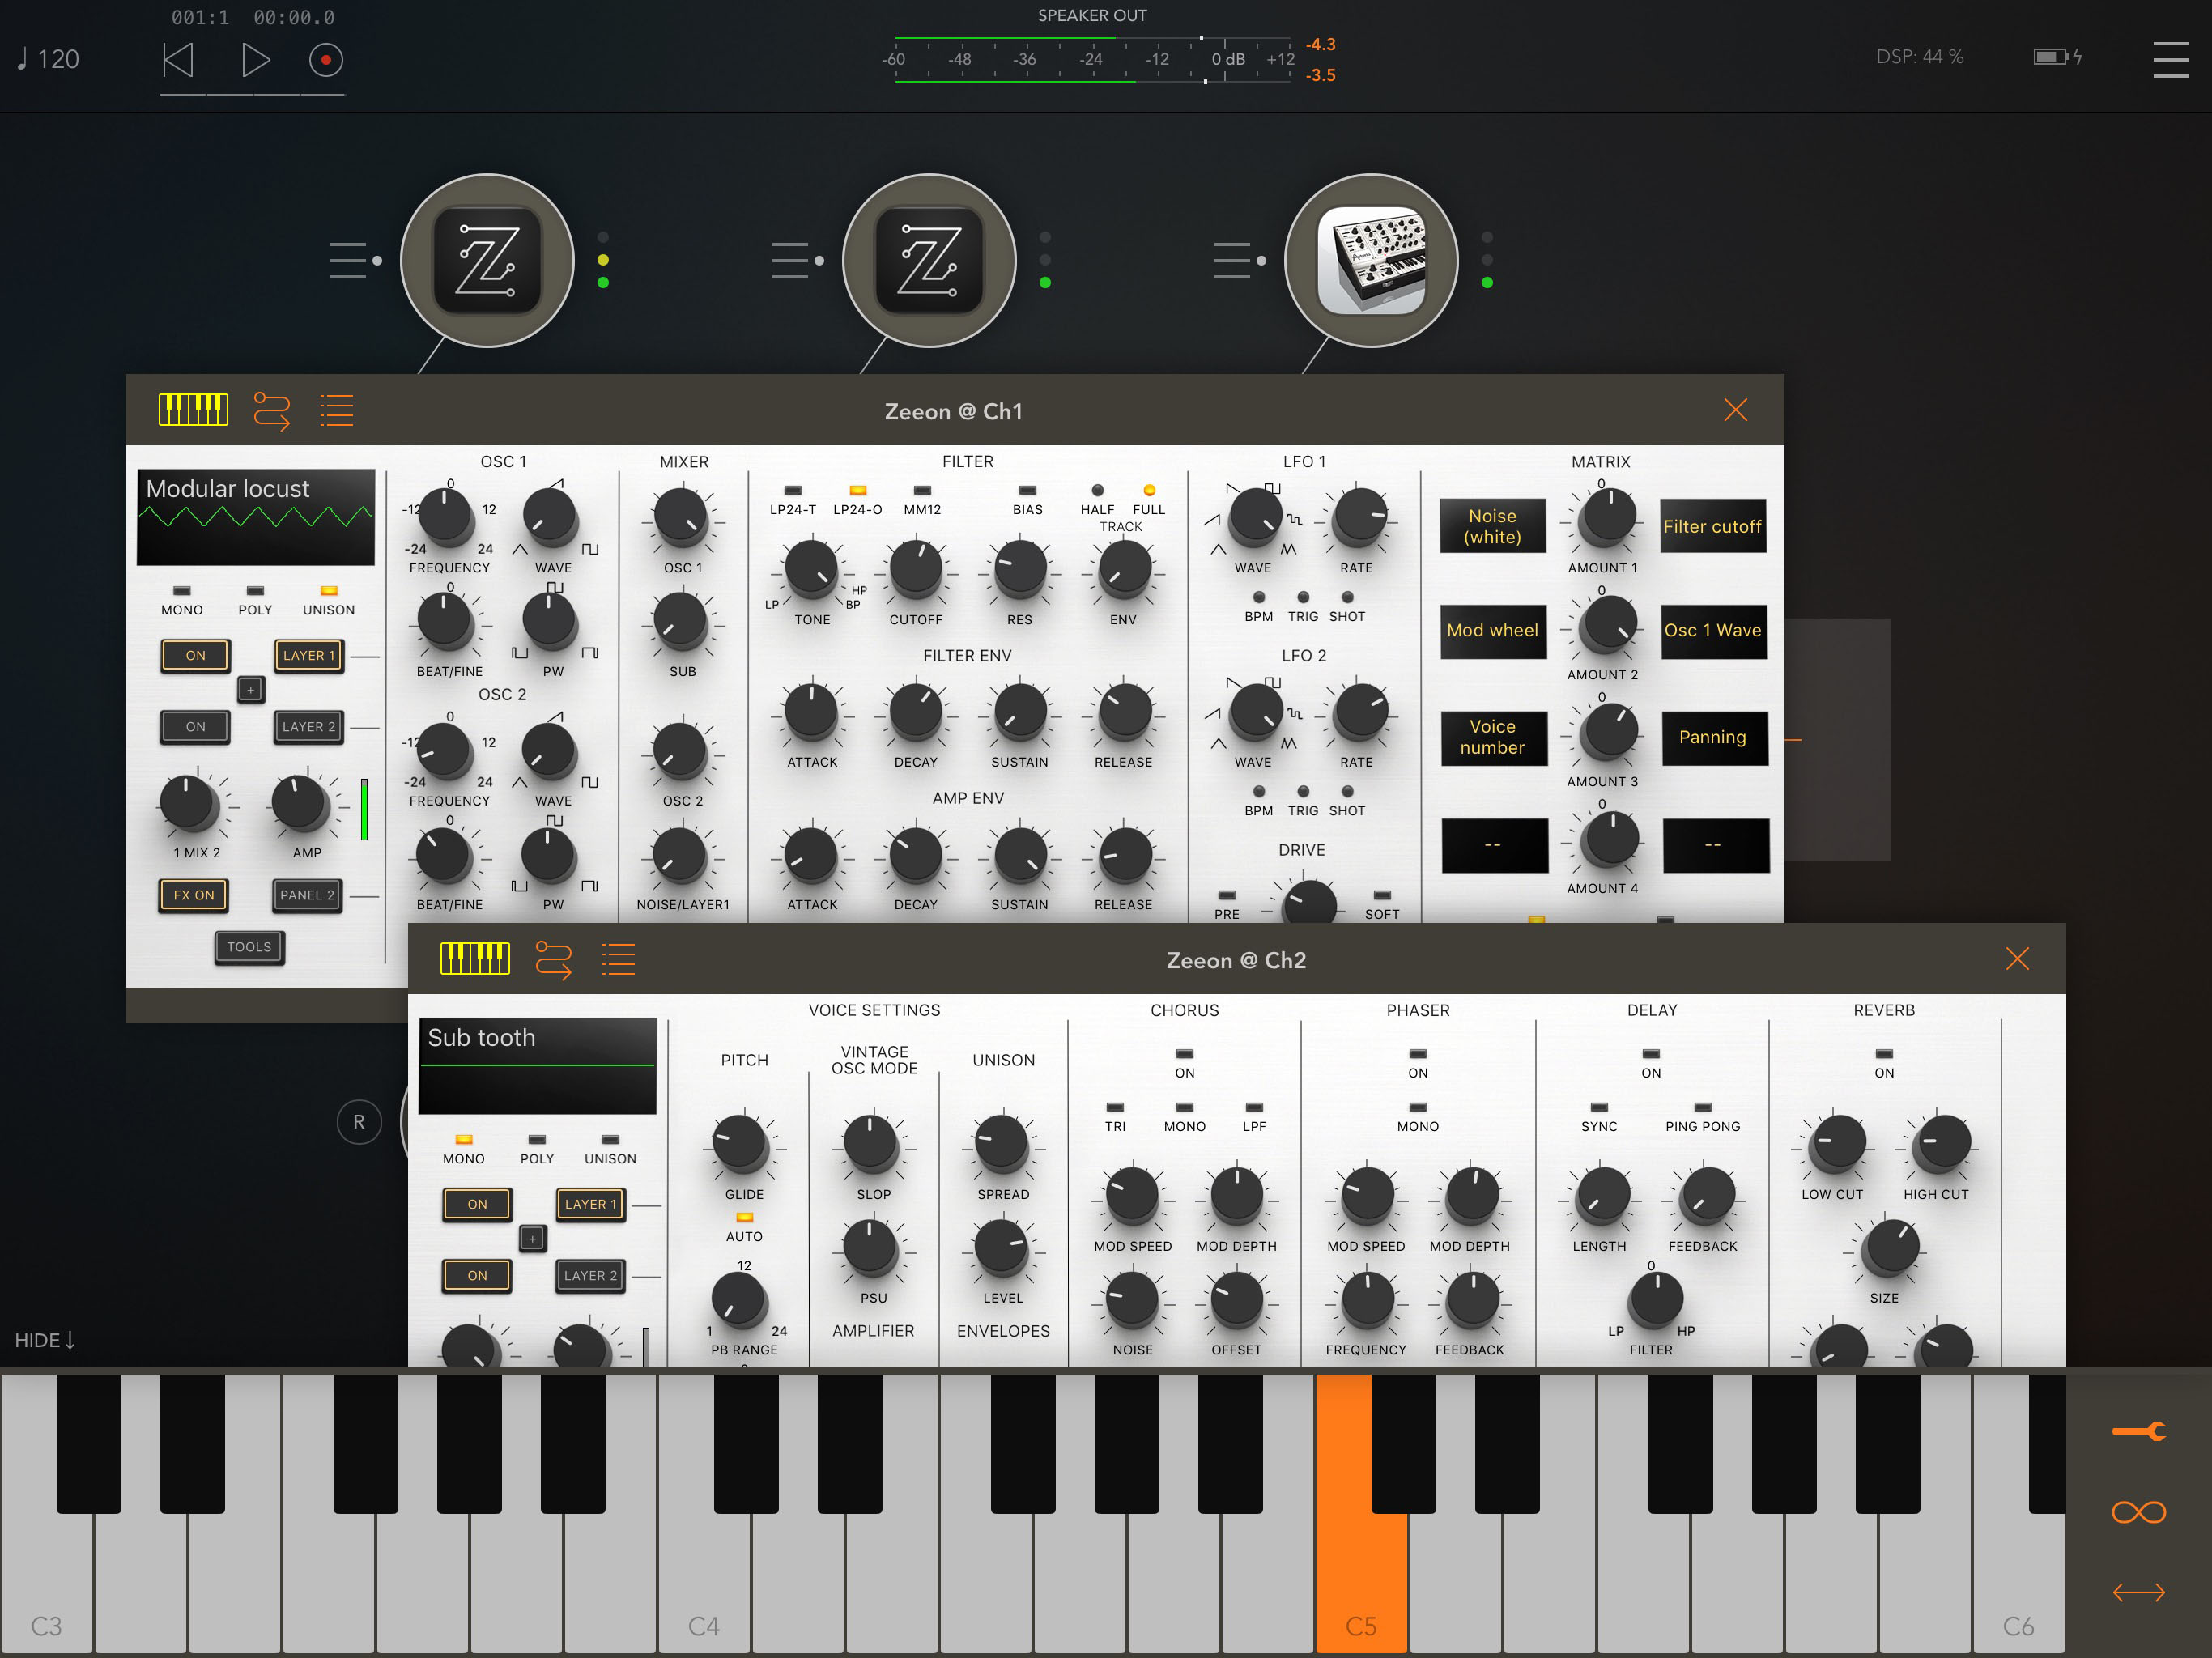 001:1 00:00.0
120
SPEAKER OUT
-60 -48 -36 -24 -12 0 dB +12
-4.3
-3.5
DSP: 44 %
Zeeon @ Ch1
Modular locust
MONO POLY UNISON
ON LAYER 1
+
ON LAYER 2
1 MIX 2 AMP
FX ON PANEL 2
TOOLS
OSC 1
0
-12 12
-24 24
FREQUENCY WAVE
0
BEAT/FINE PW
OSC 2
0
-12 12
-24 24
FREQUENCY WAVE
0
BEAT/FINE PW
MIXER
OSC 1
SUB
OSC 2
NOISE/LAYER1
FILTER
LP24-T LP24-O MM12 BIAS HALF FULL
TRACK
LP HP
BP
TONE CUTOFF RES ENV
FILTER ENV
ATTACK DECAY SUSTAIN RELEASE
AMP ENV
ATTACK DECAY SUSTAIN RELEASE
LFO 1
WAVE RATE
BPM TRIG SHOT
LFO 2
WAVE RATE
BPM TRIG SHOT
DRIVE
PRE SOFT
MATRIX
0
Noise
(white)
Filter cutoff
AMOUNT 1
0
Mod wheel Osc 1 Wave
AMOUNT 2
0
Voice
number
Panning
AMOUNT 3
0
-- --
AMOUNT 4
Zeeon @ Ch2
Sub tooth
MONO POLY UNISON
ON LAYER 1
+
ON LAYER 2
VOICE SETTINGS
PITCH
GLIDE
AUTO
12
1 24
PB RANGE
VINTAGE
OSC MODE
SLOP
PSU
AMPLIFIER
UNISON
SPREAD
LEVEL
ENVELOPES
CHORUS
ON
TRI MONO LPF
MOD SPEED MOD DEPTH
NOISE OFFSET
PHASER
ON
MONO
MOD SPEED MOD DEPTH
FREQUENCY FEEDBACK
DELAY
ON
SYNC PING PONG
LENGTH FEEDBACK
0
LP HP
FILTER
REVERB
ON
LOW CUT HIGH CUT
SIZE
R
HIDE↓
C3 C4 C5 C6